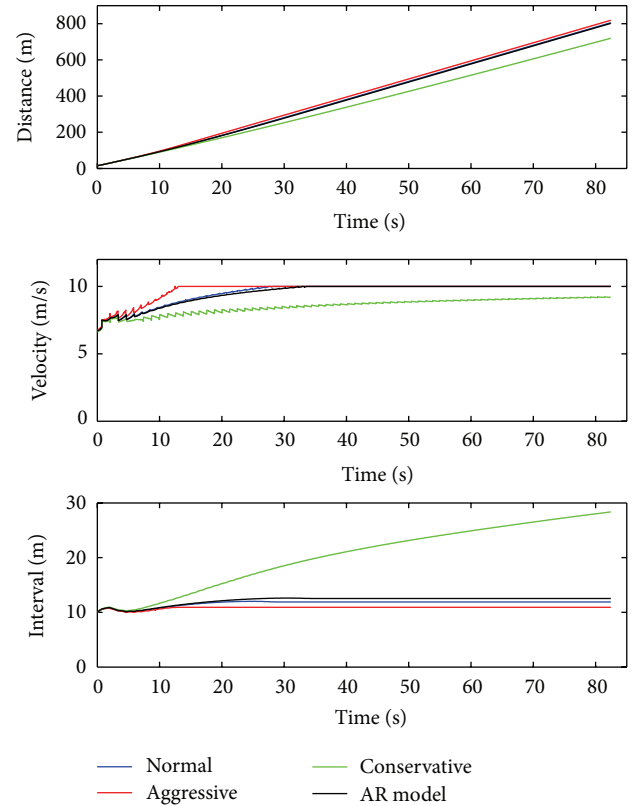 Distance (m)
800
600
400
200
0
0 10 20 30 40 50 60 70 80
Time (s)
Velocity (m/s)
10
5
0
0 10 20 30 40 50 60 70 80
Time (s)
Interval (m)
30
20
10
0
0 10 20 30 40 50 60 70 80
Time (s)
Normal
Aggressive
Conservative
AR model